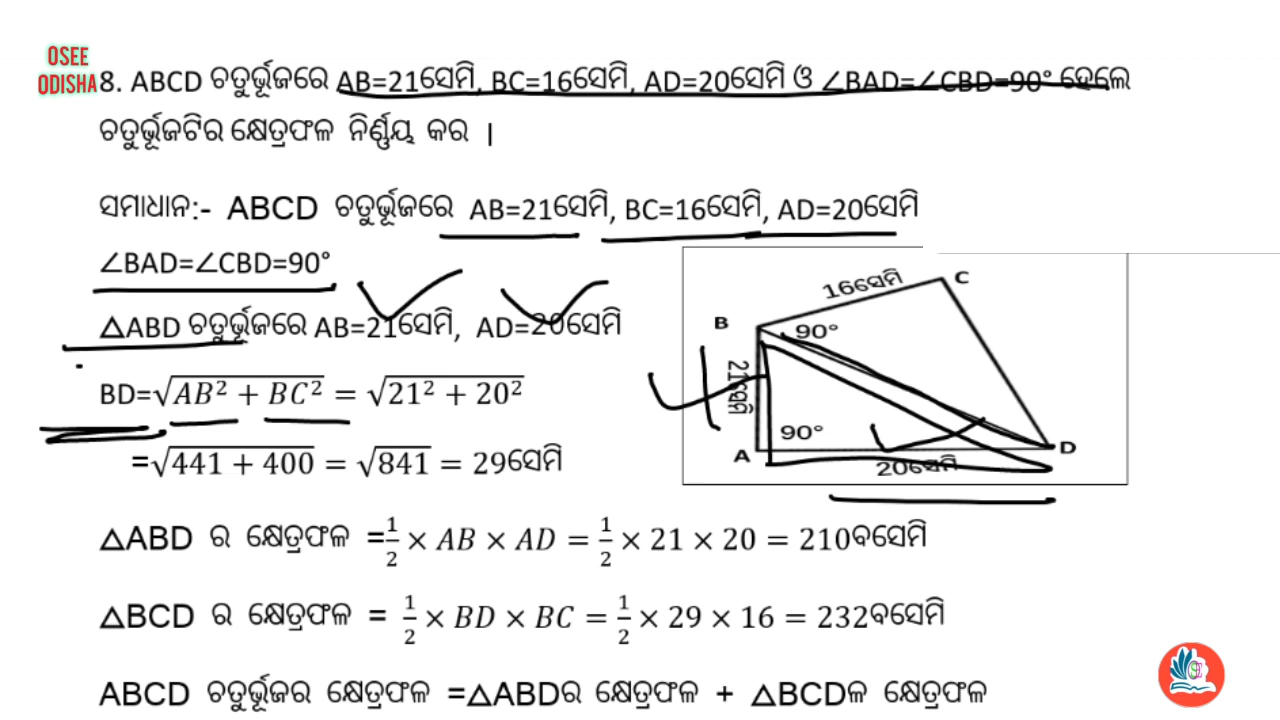 OSEE
ODISHA
8. ABCD ଚତୁର୍ଭୂଜରେ AB=21ସେମି, BC=16ସେମି, AD=20ସେମି ଓ ∠BAD=∠CBD=90° ହେଲେ
ଚତୁର୍ଭୂଜଟିର କ୍ଷେତ୍ରଫଳ ନିର୍ଣ୍ଣୟ କର ।
ସମାଧାନ:- ABCD ଚତୁର୍ଭୂଜରେ AB=21ସେମି, BC=16ସେମି, AD=20ସେମି
∠BAD=∠CBD=90°
△ABD ଚତୁର୍ଭୂଜରେ AB=21ସେମି, AD=20ସେମି
BD=√(AB² + BC²) = √(21² + 20²)
=√(441 + 400) = √841 = 29ସେମି
△ABD ର କ୍ଷେତ୍ରଫଳ =1/2 × AB × AD = 1/2 × 21 × 20 = 210ବସେମି
△BCD ର କ୍ଷେତ୍ରଫଳ = 1/2 × BD × BC = 1/2 × 29 × 16 = 232ବସେମି
ABCD ଚତୁର୍ଭୂଜର କ୍ଷେତ୍ରଫଳ =△ABDର କ୍ଷେତ୍ରଫଳ + △BCDଳ କ୍ଷେତ୍ରଫଳ
16ସେମି
C
B
90°
21ସେମି
90°
A
D
20ସେମି